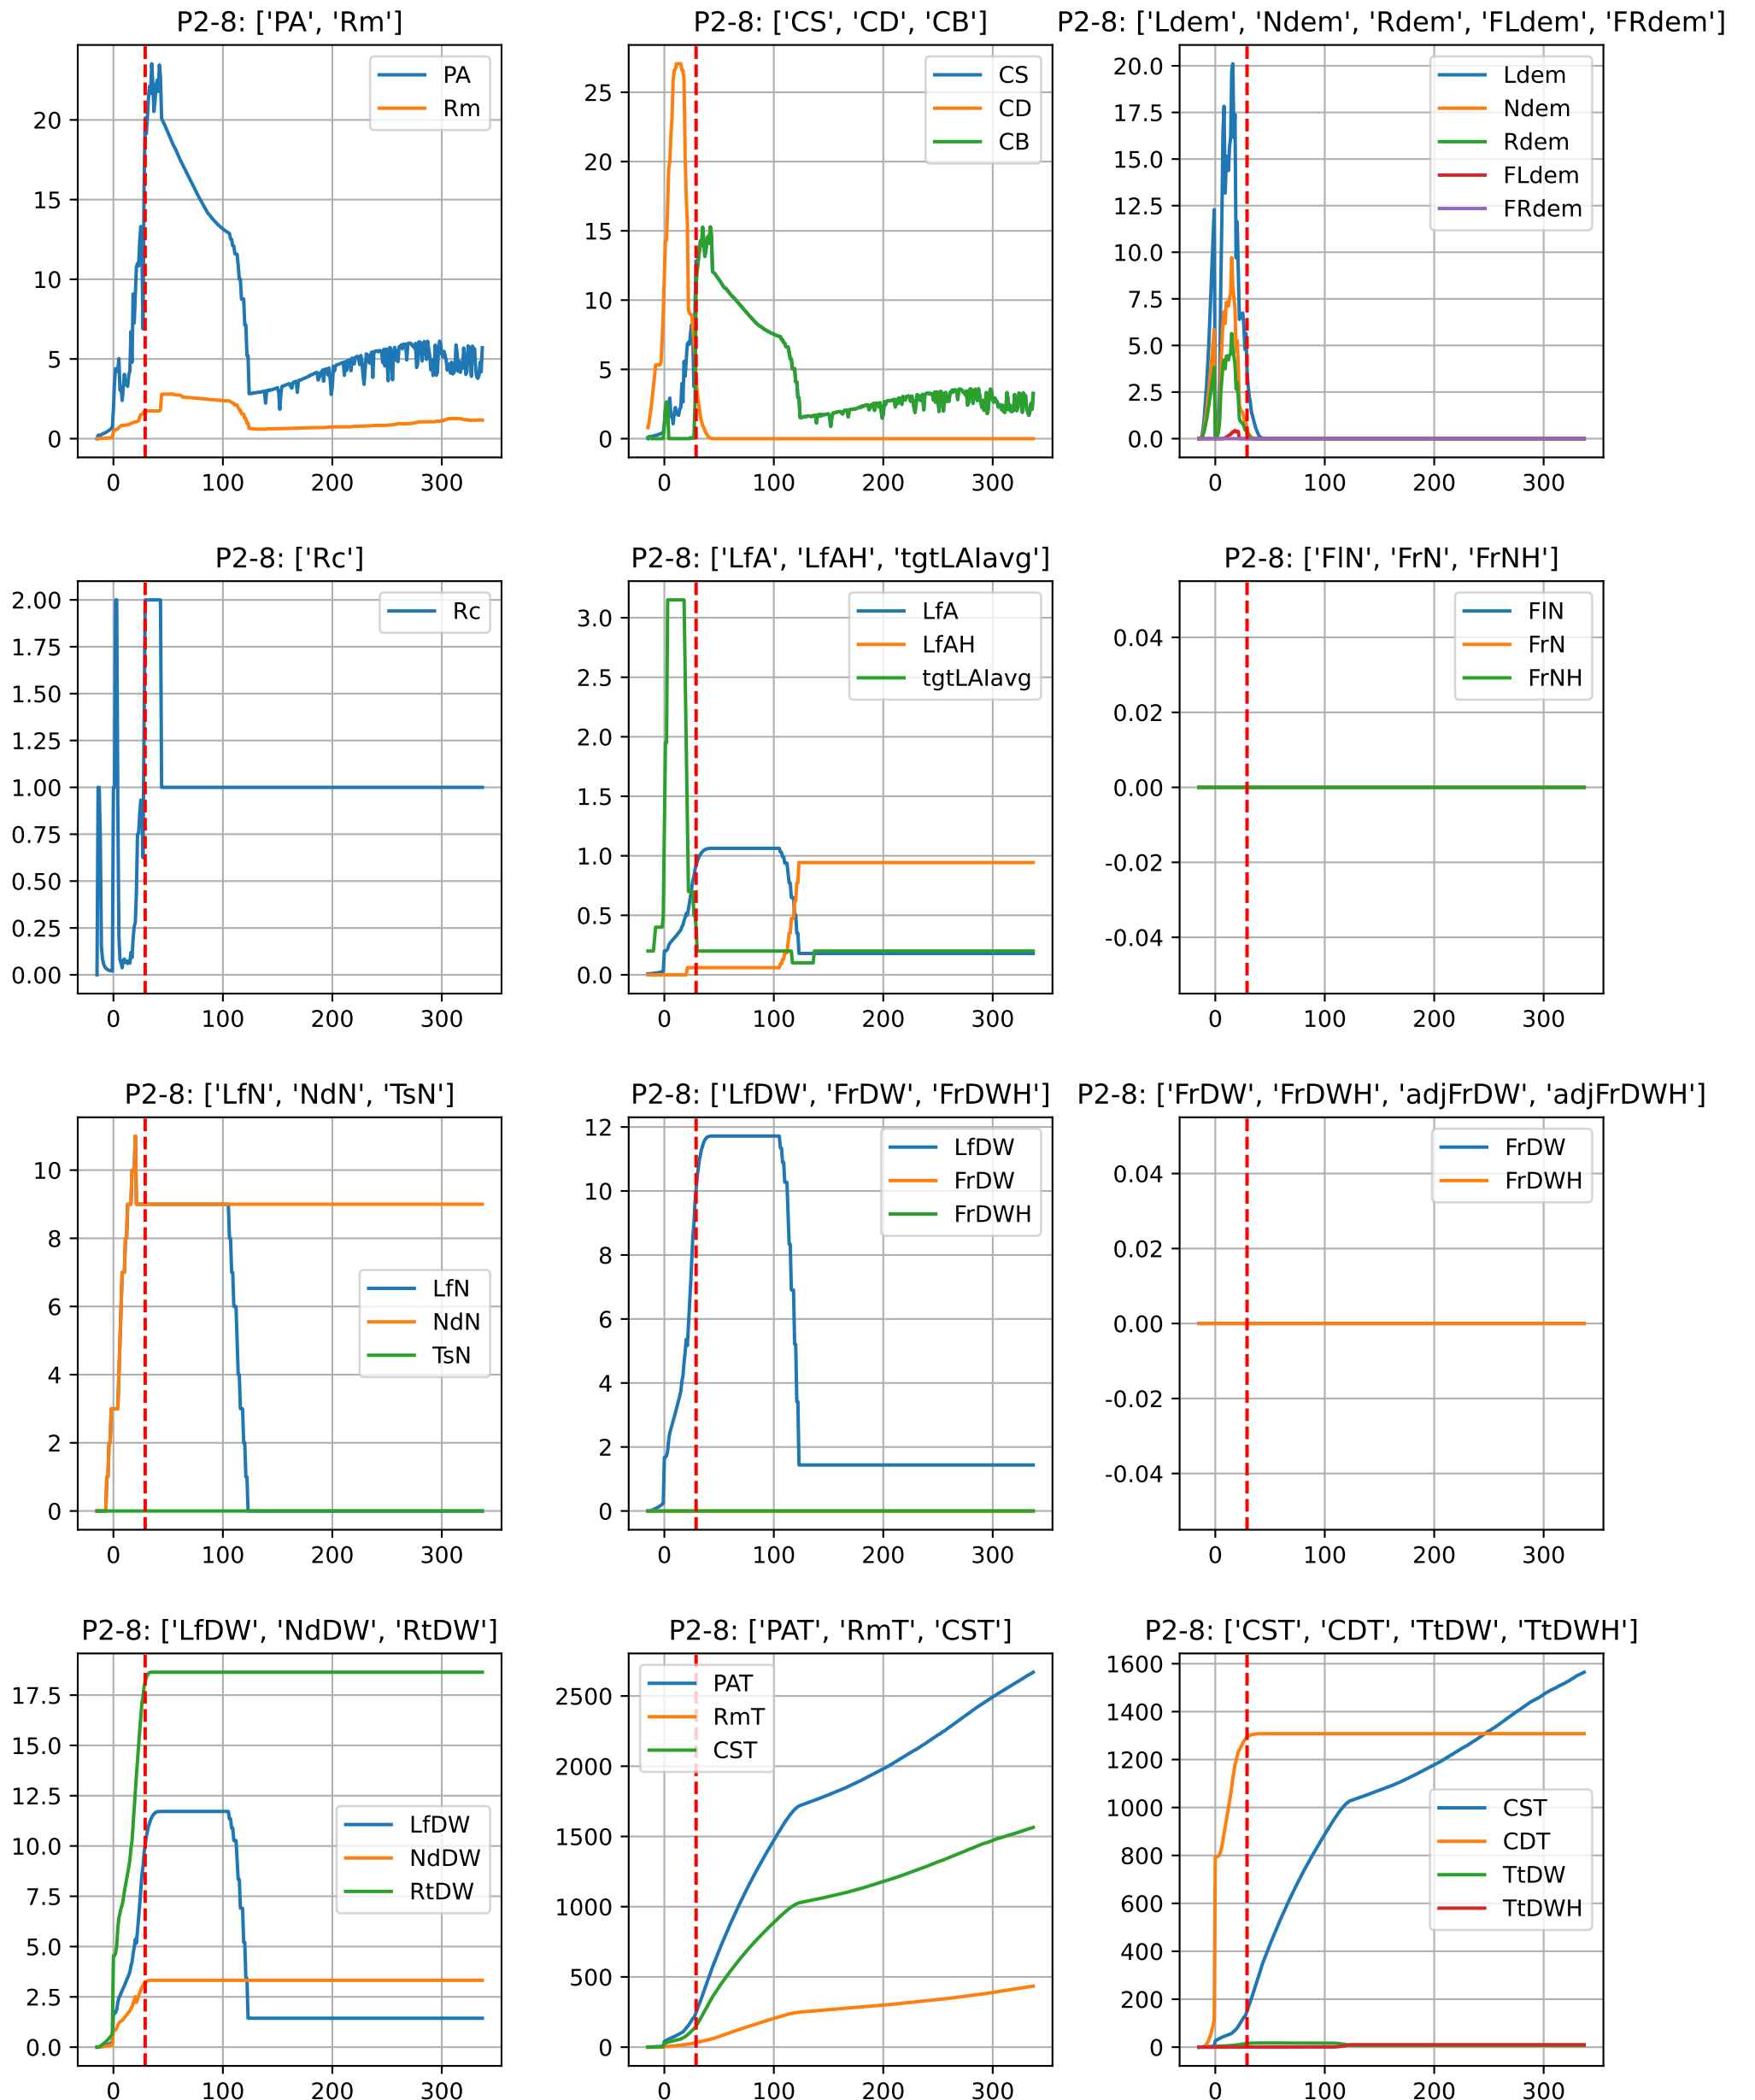 P2-8: ['PA', 'Rm']
PA
Rm
20
15
10
5
0
0 100 200 300
P2-8: ['CS', 'CD', 'CB']
CS
CD
CB
25
20
15
10
5
0
0 100 200 300
P2-8: ['Ldem', 'Ndem', 'Rdem', 'FLdem', 'FRdem']
Ldem
Ndem
Rdem
FLdem
FRdem
20.0
17.5
15.0
12.5
10.0
7.5
5.0
2.5
0.0
0 100 200 300
P2-8: ['Rc']
Rc
2.00
1.75
1.50
1.25
1.00
0.75
0.50
0.25
0.00
0 100 200 300
P2-8: ['LfA', 'LfAH', 'tgtLAIavg']
LfA
LfAH
tgtLAIavg
3.0
2.5
2.0
1.5
1.0
0.5
0.0
0 100 200 300
P2-8: ['FlN', 'FrN', 'FrNH']
FlN
FrN
FrNH
0.04
0.02
0.00
-0.02
-0.04
0 100 200 300
P2-8: ['LfN', 'NdN', 'TsN']
LfN
NdN
TsN
10
8
6
4
2
0
0 100 200 300
P2-8: ['LfDW', 'FrDW', 'FrDWH']
LfDW
FrDW
FrDWH
12
10
8
6
4
2
0
0 100 200 300
P2-8: ['FrDW', 'FrDWH', 'adjFrDW', 'adjFrDWH']
FrDW
FrDWH
0.04
0.02
0.00
-0.02
-0.04
0 100 200 300
P2-8: ['LfDW', 'NdDW', 'RtDW']
LfDW
NdDW
RtDW
17.5
15.0
12.5
10.0
7.5
5.0
2.5
0.0
0 100 200 300
P2-8: ['PAT', 'RmT', 'CST']
PAT
RmT
CST
2500
2000
1500
1000
500
0
0 100 200 300
P2-8: ['CST', 'CDT', 'TtDW', 'TtDWH']
CST
CDT
TtDW
TtDWH
1600
1400
1200
1000
800
600
400
200
0
0 100 200 300